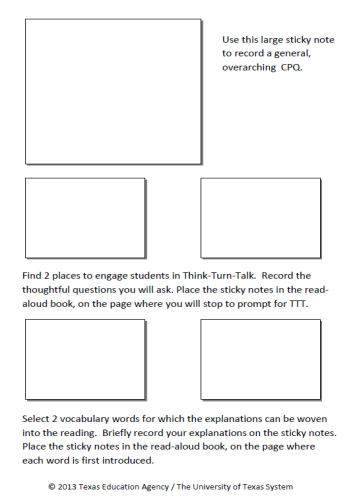 Use this large sticky note
to record a general,
overarching CPQ.
Find 2 places to engage students in Think-Turn-Talk. Record the
thoughtful questions you will ask. Place the sticky notes in the read-
aloud book, on the page where you will stop to prompt for TTT.
Select 2 vocabulary words for which the explanations can be woven
into the reading. Briefly record your explanations on the sticky notes.
Place the sticky notes in the read-aloud book, on the page where
each word is first introduced.
© 2013 Texas Education Agency / The University of Texas System